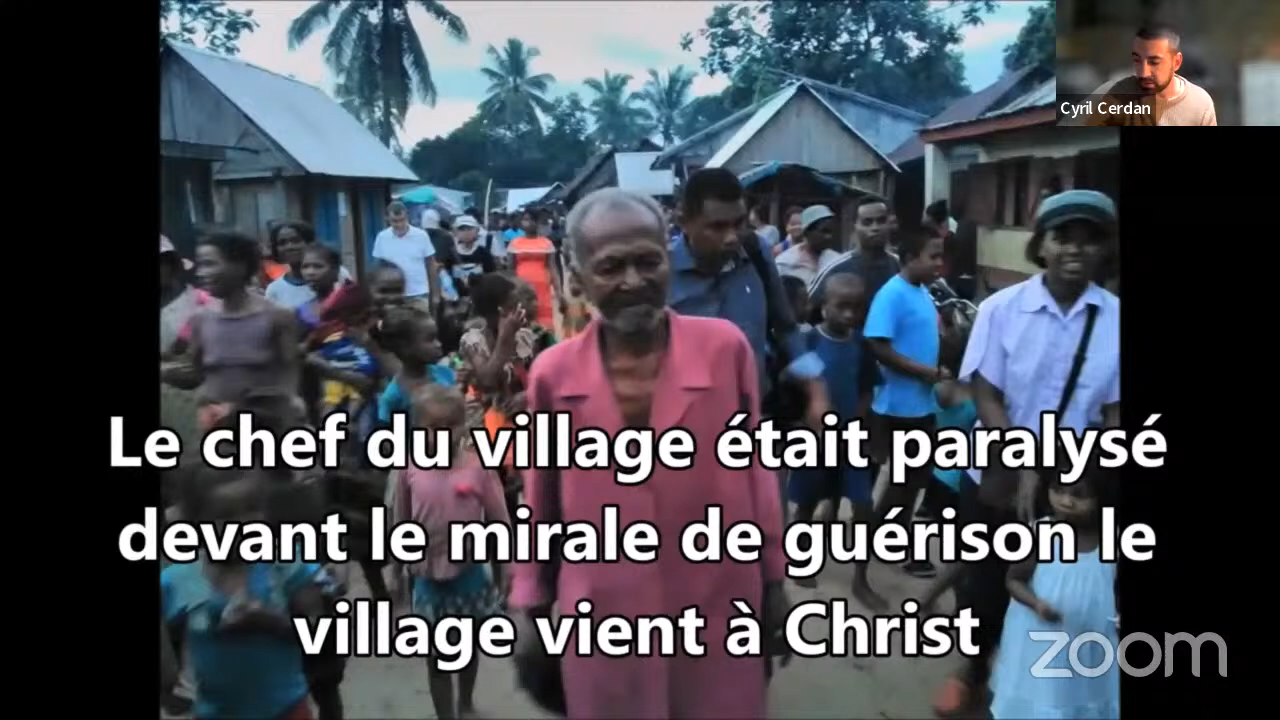 Cyril Cerdan
Le chef du village était paralysé
devant le mirale de guérison le
village vient à Christ
zoom